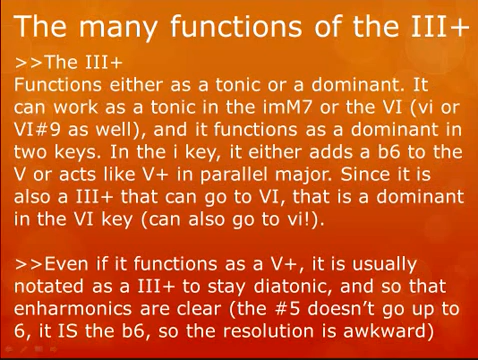 The many functions of the III+
>>The III+
Functions either as a tonic or a dominant. It
can work as a tonic in the imM7 or the VI (vi or
VI#9 as well), and it functions as a dominant in
two keys. In the i key, it either adds a b6 to the
V or acts like V+ in parallel major. Since it is
also a III+ that can go to VI, that is a dominant
in the VI key (can also go to vi!).
>>Even if it functions as a V+, it is usually
notated as a III+ to stay diatonic, and so that
enharmonics are clear (the #5 doesn't go up to
6, it IS the b6, so the resolution is awkward)